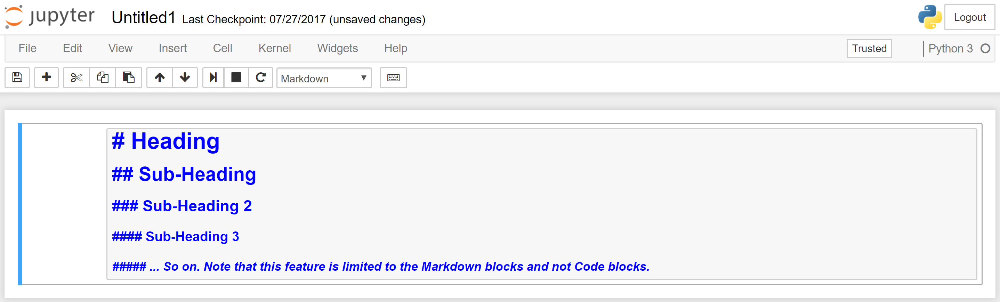 jupyter Untitled1 Last Checkpoint: 07/27/2017 (unsaved changes) Logout
File Edit View Insert Cell Kernel Widgets Help Trusted Python 3
Markdown
# Heading
## Sub-Heading
### Sub-Heading 2
#### Sub-Heading 3
##### ... So on. Note that this feature is limited to the Markdown blocks and not Code blocks.